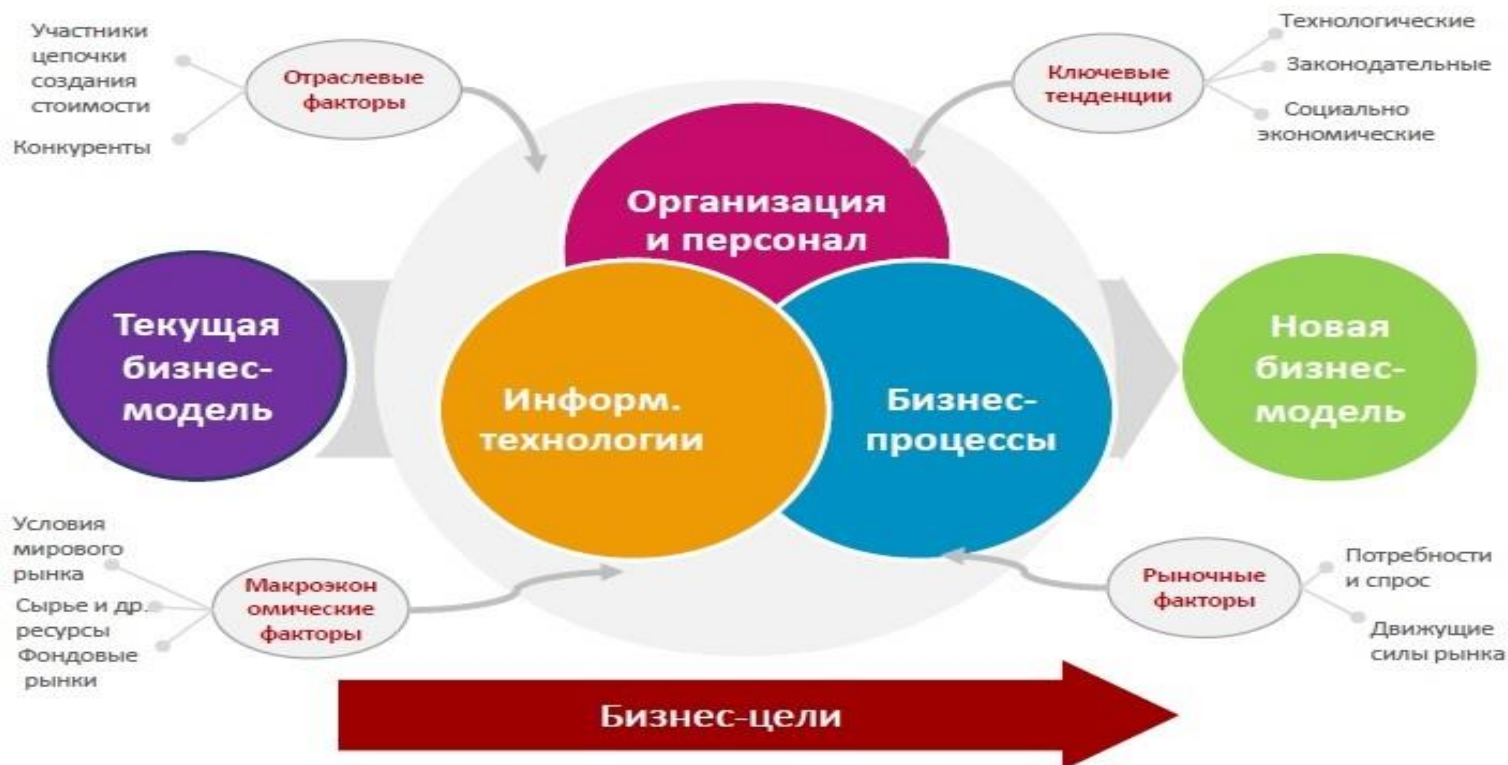 Участники
цепочки
создания
стоимости
Конкуренты
Отраслевые
факторы
Ключевые
тенденции
Технологические
Законодательные
Социально
экономические
Организация
и персонал
Текущая
бизнес-
модель
Информ.
технологии
Бизнес-
процессы
Новая
бизнес-
модель
Условия
мирового
рынка
Сырье и др.
ресурсы
Фондовые
рынки
Макроэкон
омические
факторы
Рыночные
факторы
Потребности
и спрос
Движущие
силы рынка
Бизнес-цели